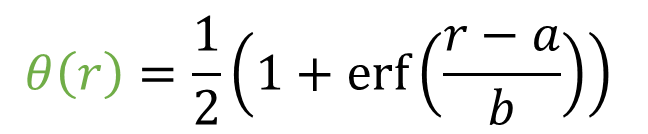 θ(r) = 1/2 (1 + erf((r − a)/b))